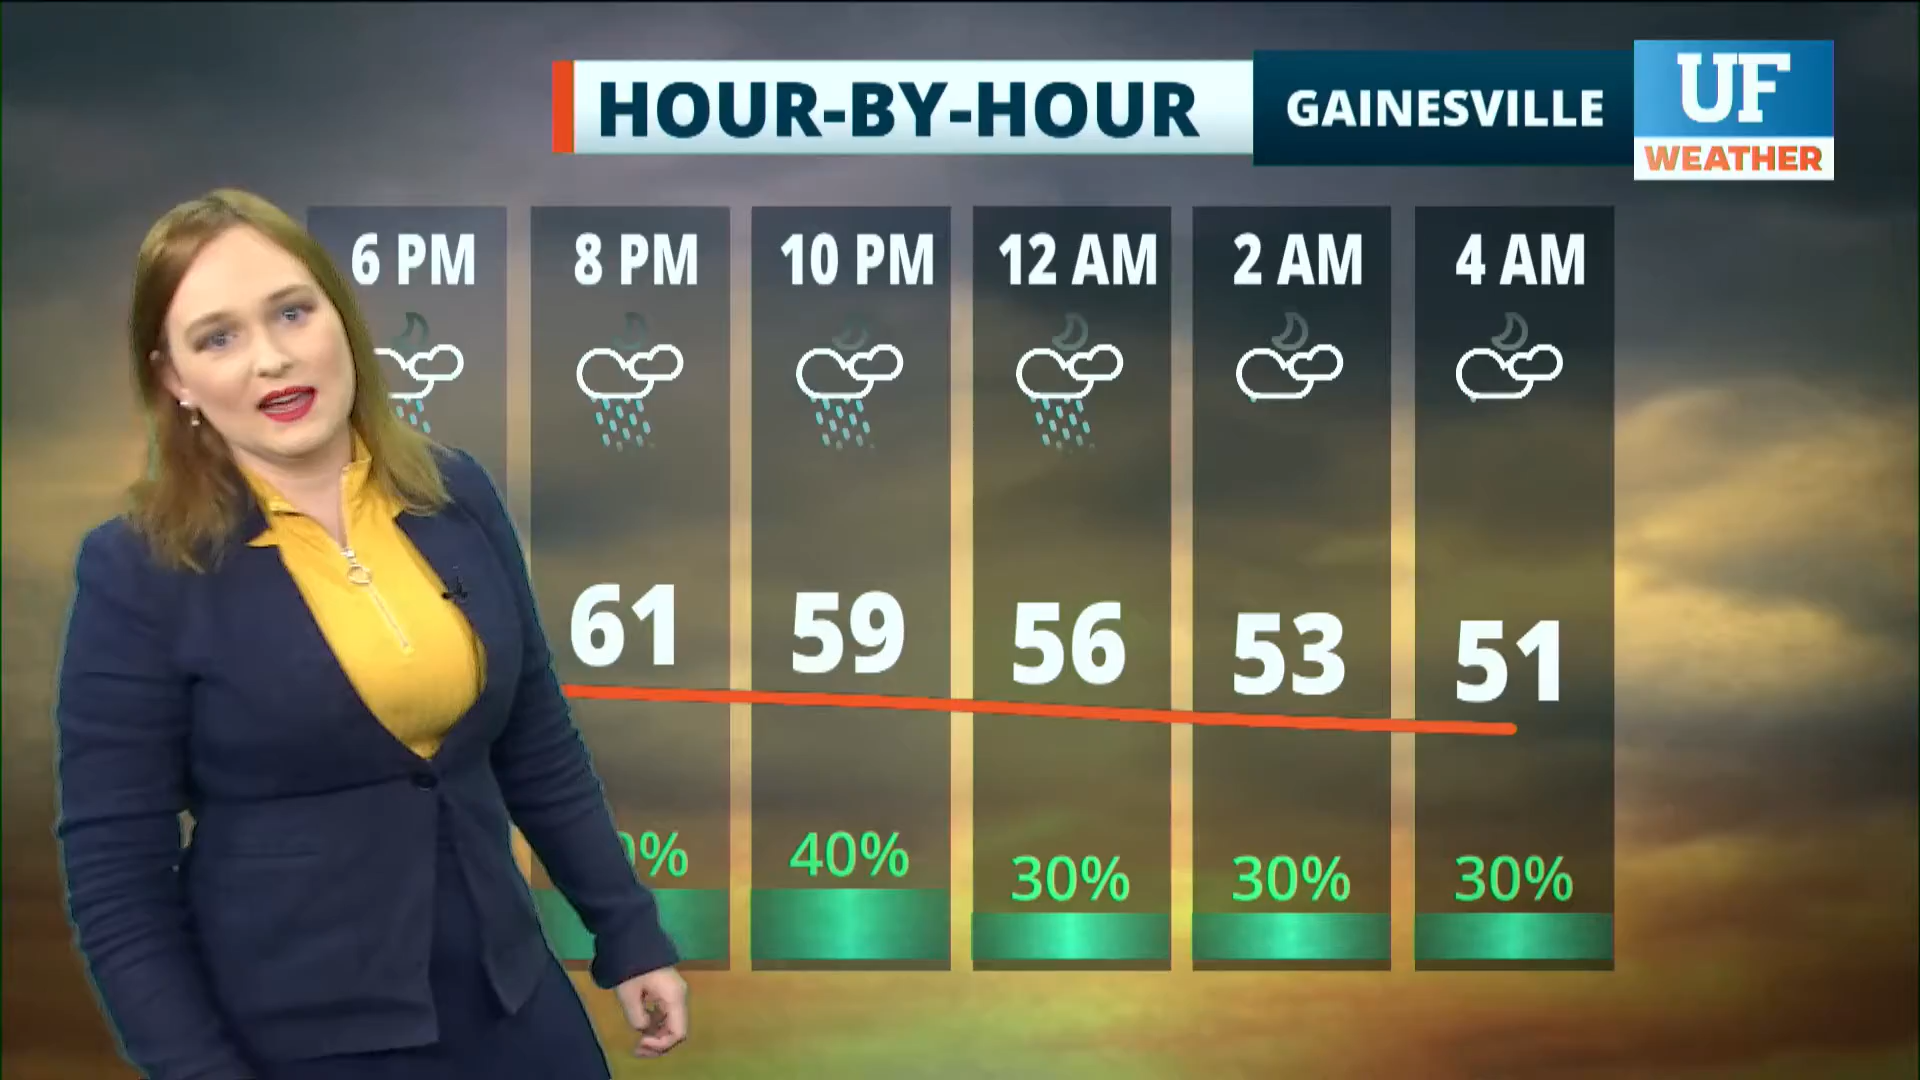 HOUR-BY-HOUR
GAINESVILLE
UF
WEATHER
6 PM
8 PM
10 PM
12 AM
2 AM
4 AM
61
59
56
53
51
40%
30%
30%
30%